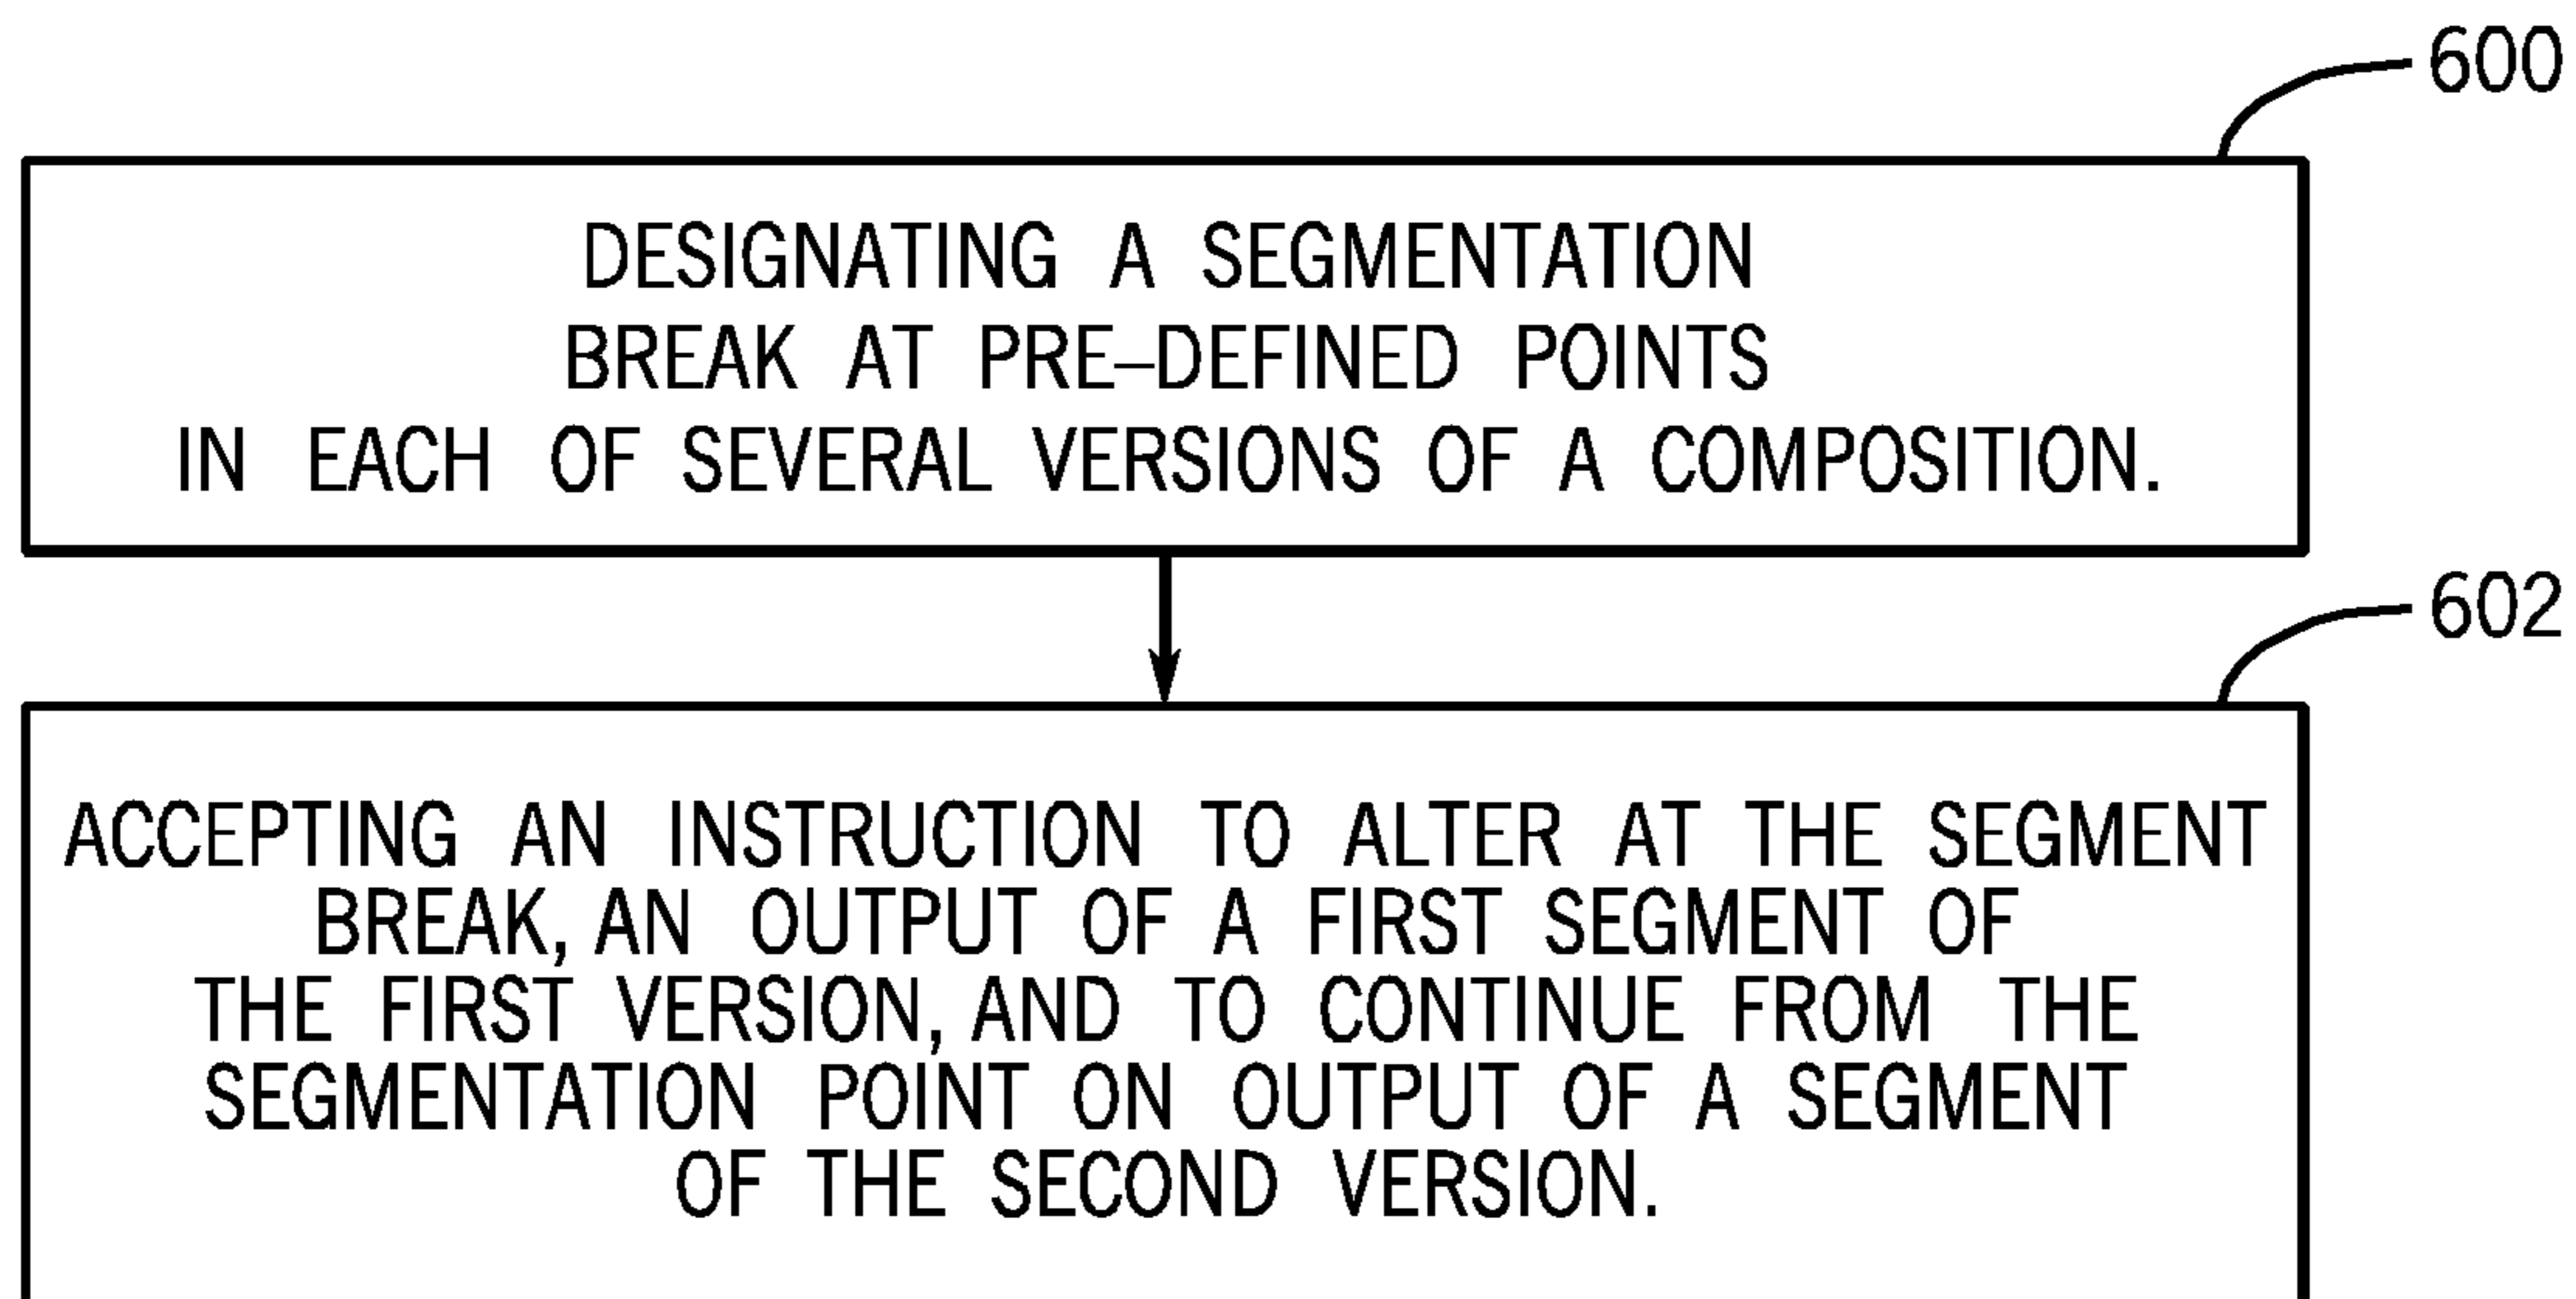 600
DESIGNATING A SEGMENTATION
BREAK AT PRE–DEFINED POINTS
IN EACH OF SEVERAL VERSIONS OF A COMPOSITION.
602
ACCEPTING AN INSTRUCTION TO ALTER AT THE SEGMENT
BREAK, AN OUTPUT OF A FIRST SEGMENT OF
THE FIRST VERSION, AND TO CONTINUE FROM THE
SEGMENTATION POINT ON OUTPUT OF A SEGMENT
OF THE SECOND VERSION.